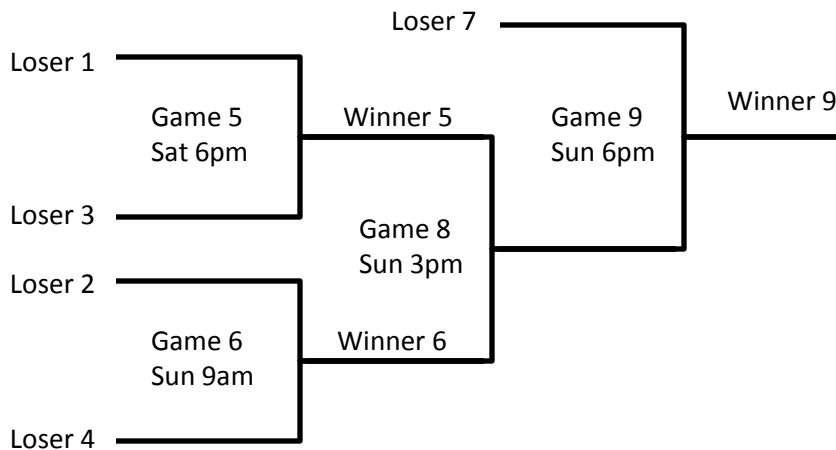 Loser 7
Loser 1
Winner 9
Game 5
Sat 6pm
Winner 5
Game 9
Sun 6pm
Loser 3
Game 8
Sun 3pm
Loser 2
Game 6
Sun 9am
Winner 6
Loser 4